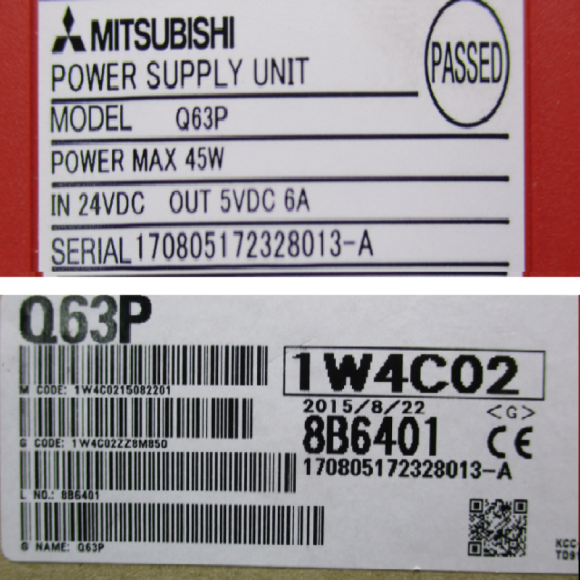 MITSUBISHI
POWER SUPPLY UNIT
PASSED
MODEL Q63P
POWER MAX 45W
IN 24VDC OUT 5VDC 6A
SERIAL 170805172328013-A
Q63P
1W4C02
M CODE: 1W4C0215082201
2015/8/22 <G>
8B6401 CE
G CODE: 1W4C02ZZ8M850
170805172328013-A
L NO.: 8B6401
G NAME: Q63P
KCC-